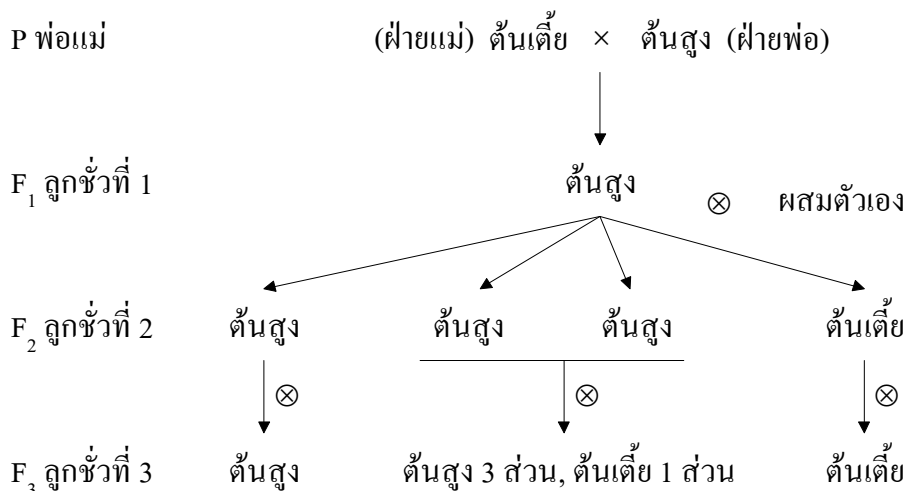 P พ่อแม่ (ฝ่ายแม่) ต้นเตี้ย × ต้นสูง (ฝ่ายพ่อ)
F1 ลูกชั่วที่ 1 ต้นสูง ⊗ ผสมตัวเอง
F2 ลูกชั่วที่ 2 ต้นสูง ต้นสูง ต้นสูง ต้นเตี้ย
⊗ ⊗ ⊗
F3 ลูกชั่วที่ 3 ต้นสูง ต้นสูง 3 ส่วน, ต้นเตี้ย 1 ส่วน ต้นเตี้ย